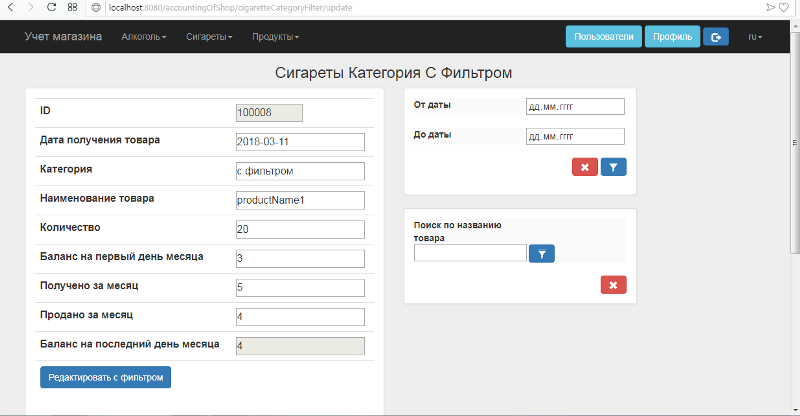 localhost:8080/accountingOfShop/cigaretteCategoryFilter/update
Учет магазина Алкоголь Сигареты Продукты Пользователи Профиль ru
Сигареты Категория С Фильтром
ID 100008
Дата получения товара 2018-03-11
Категория с фильтром
Наименование товара productName1
Количество 20
Баланс на первый день месяца 3
Получено за месяц 5
Продано за месяц 4
Баланс на последний день месяца 4
Редактировать с фильтром
От даты дд.мм.гггг
До даты дд.мм.гггг
Поиск по названию
товара